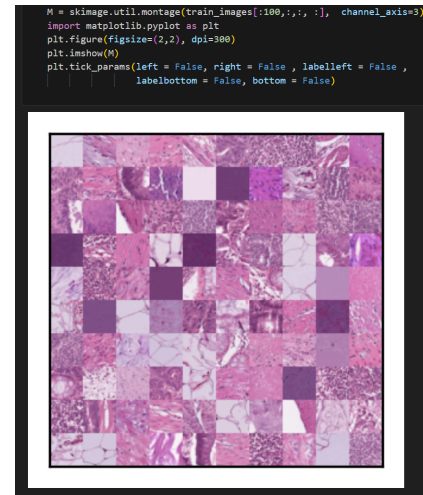 M = skimage.util.montage(train_images[:100,:,:, :],  channel_axis=3)
import matplotlib.pyplot as plt
plt.figure(figsize=(2,2), dpi=300)
plt.imshow(M)
plt.tick_params(left = False, right = False , labelleft = False ,
                labelbottom = False, bottom = False)